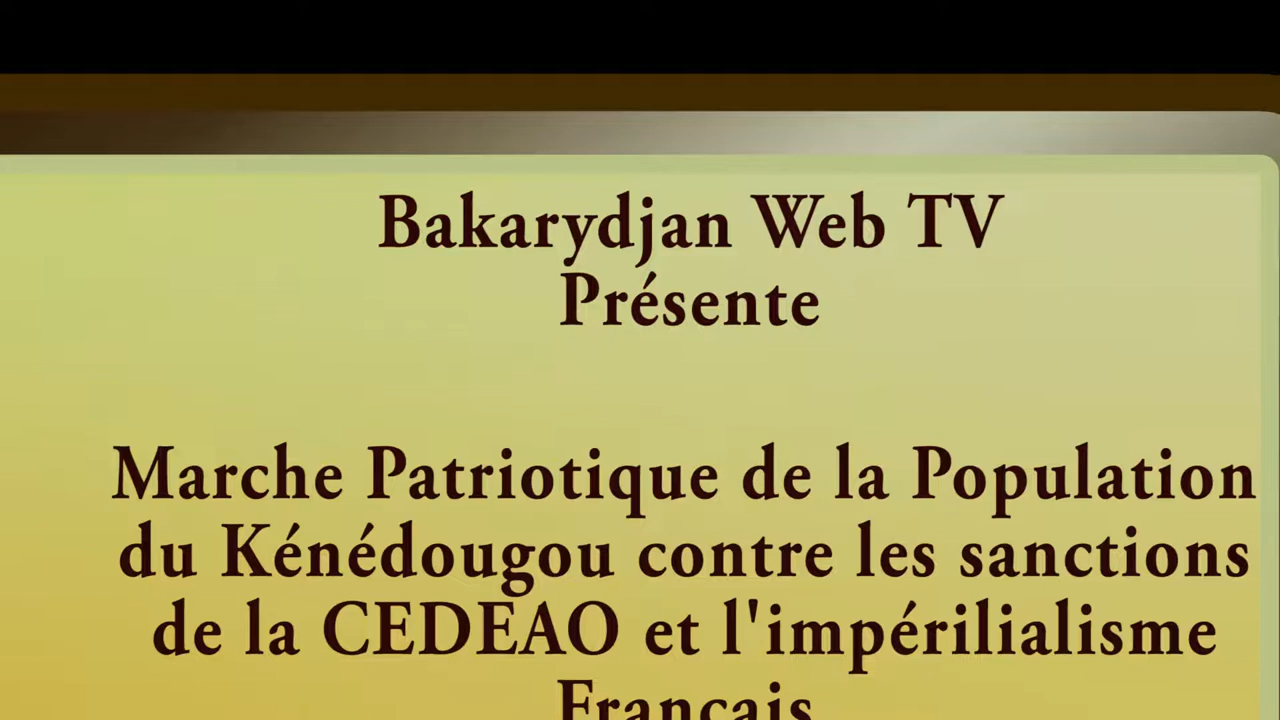 Bakarydjan Web TV
Présente
Marche Patriotique de la Population
du Kénédougou contre les sanctions
de la CEDEAO et l'impérilialisme
Français